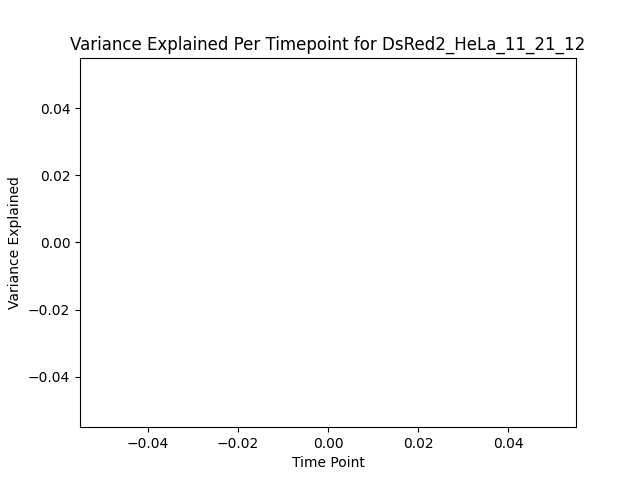 Variance Explained Per Timepoint for DsRed2_HeLa_11_21_12
0.04
0.02
0.00
−0.02
−0.04
Variance Explained
−0.04 −0.02 0.00 0.02 0.04
Time Point